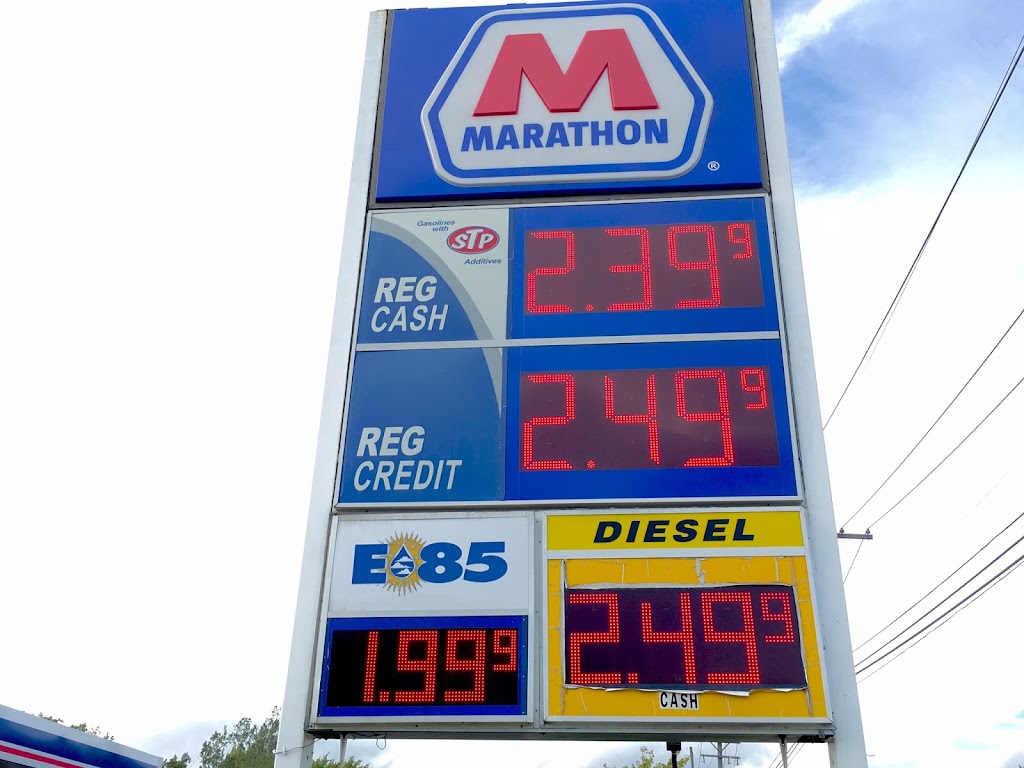 M
MARATHON
®
Gasolines
with
STP
Additives
REG
CASH
2.39 9
REG
CREDIT
2.49 9
E85
1.99 9
DIESEL
2.49 9
CASH